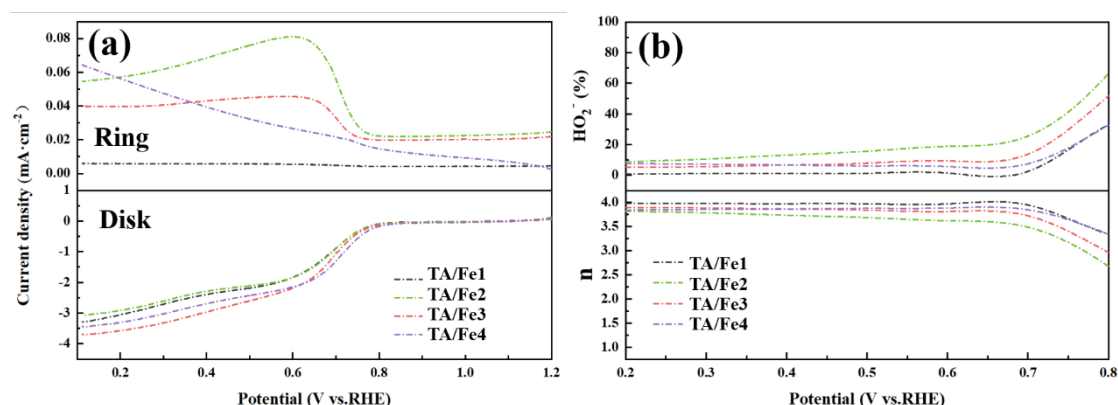 (a)
Current density (mA·cm⁻²)
0.08
0.06
0.04
0.02
0.00
Ring
1
0
-1
-2
-3
-4
Disk
TA/Fe1
TA/Fe2
TA/Fe3
TA/Fe4
0.2 0.4 0.6 0.8 1.0 1.2
Potential (V vs.RHE)
(b)
HO₂⁻ (%)
100
80
60
40
20
0
n
4.0
3.5
3.0
2.5
2.0
TA/Fe1
TA/Fe2
TA/Fe3
TA/Fe4
0.2 0.3 0.4 0.5 0.6 0.7 0.8
Potential (V vs.RHE)